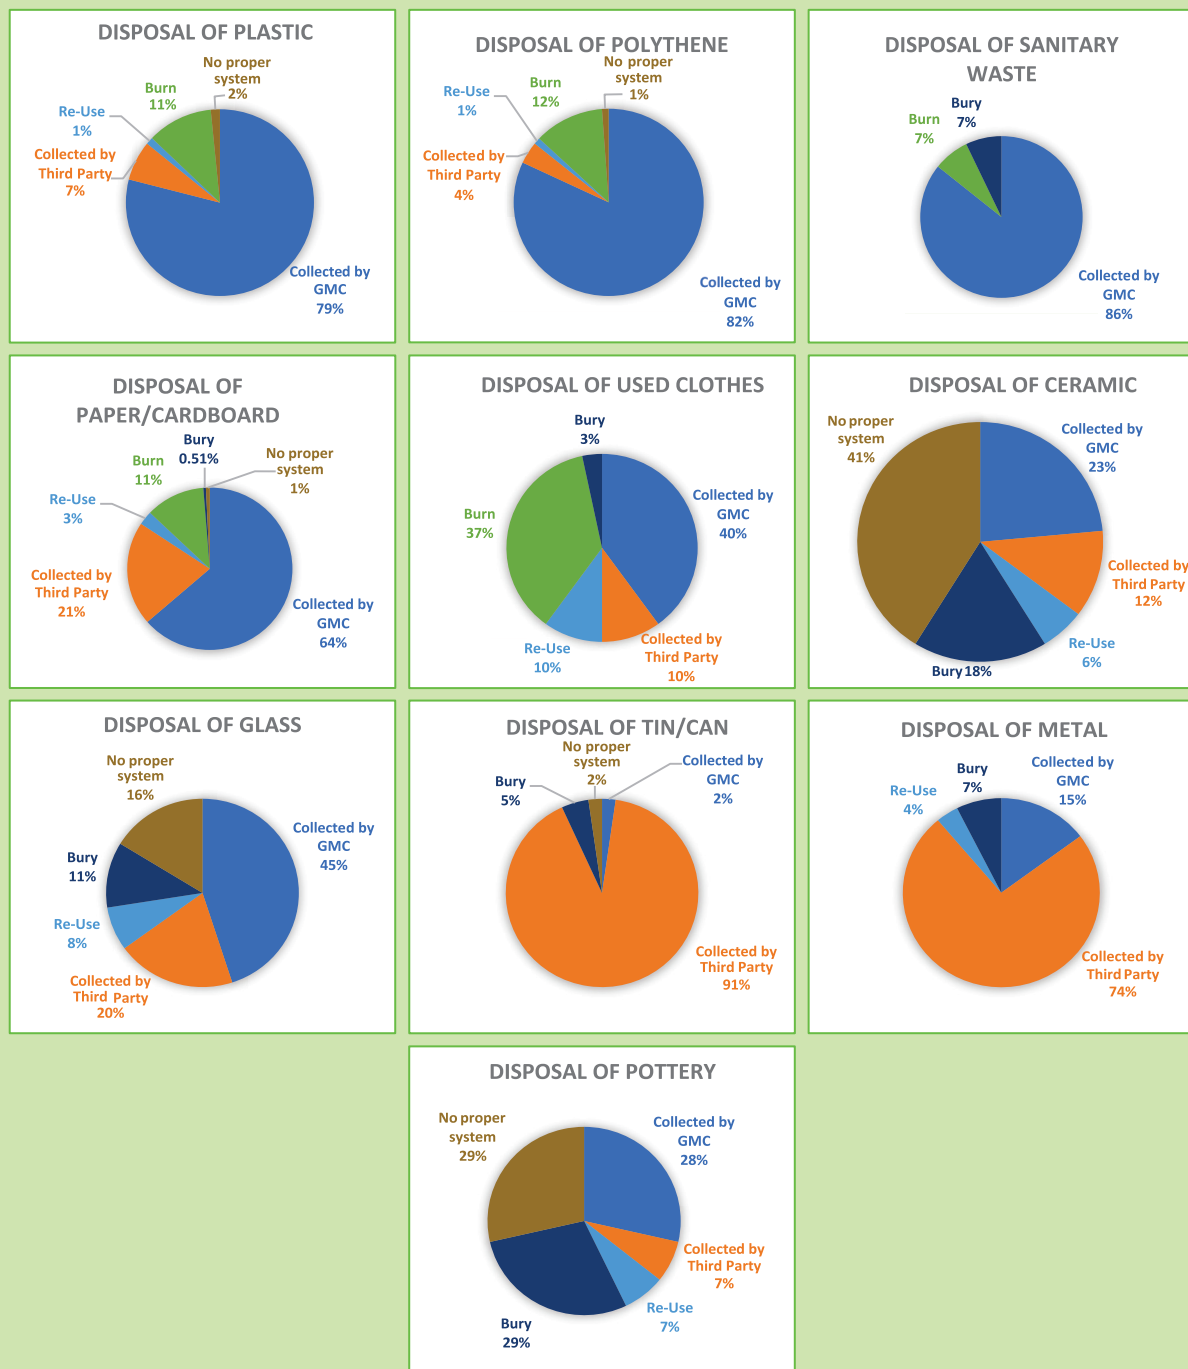 DISPOSAL OF PLASTIC
No proper
system
2%
Burn
11%
Re-Use
1%
Collected by
Third Party
7%
Collected by
GMC
79%
DISPOSAL OF POLYTHENE
No proper
system
1%
Burn
12%
Re-Use
1%
Collected by
Third Party
4%
Collected by
GMC
82%
DISPOSAL OF SANITARY
WASTE
Bury
7%
Burn
7%
Collected by
GMC
86%
DISPOSAL OF
PAPER/CARDBOARD
Bury
0.51%
No proper
system
1%
Burn
11%
Re-Use
3%
Collected by
Third Party
21%
Collected by
GMC
64%
DISPOSAL OF USED CLOTHES
Bury
3%
Collected by
GMC
40%
Burn
37%
Re-Use
10%
Collected by
Third Party
10%
DISPOSAL OF CERAMIC
No proper
system
41%
Collected by
GMC
23%
Collected by
Third Party
12%
Re-Use
6%
Bury 18%
DISPOSAL OF GLASS
No proper
system
16%
Collected by
GMC
45%
Bury
11%
Re-Use
8%
Collected by
Third Party
20%
DISPOSAL OF TIN/CAN
No proper
system
2%
Collected by
GMC
2%
Bury
5%
Collected by
Third Party
91%
DISPOSAL OF METAL
Bury
7%
Collected by
GMC
15%
Re-Use
4%
Collected by
Third Party
74%
DISPOSAL OF POTTERY
No proper
system
29%
Collected by
GMC
28%
Collected by
Third Party
7%
Re-Use
7%
Bury
29%